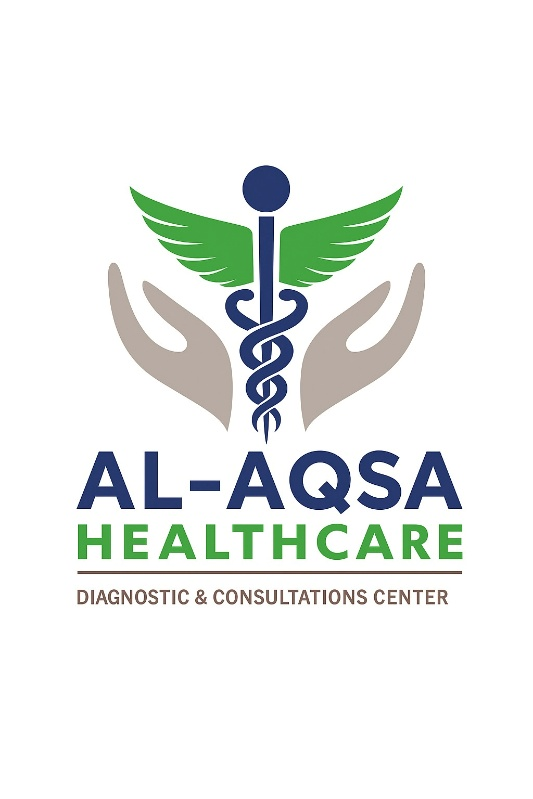 AL-AQSA
HEALTHCARE
DIAGNOSTIC & CONSULTATIONS CENTER